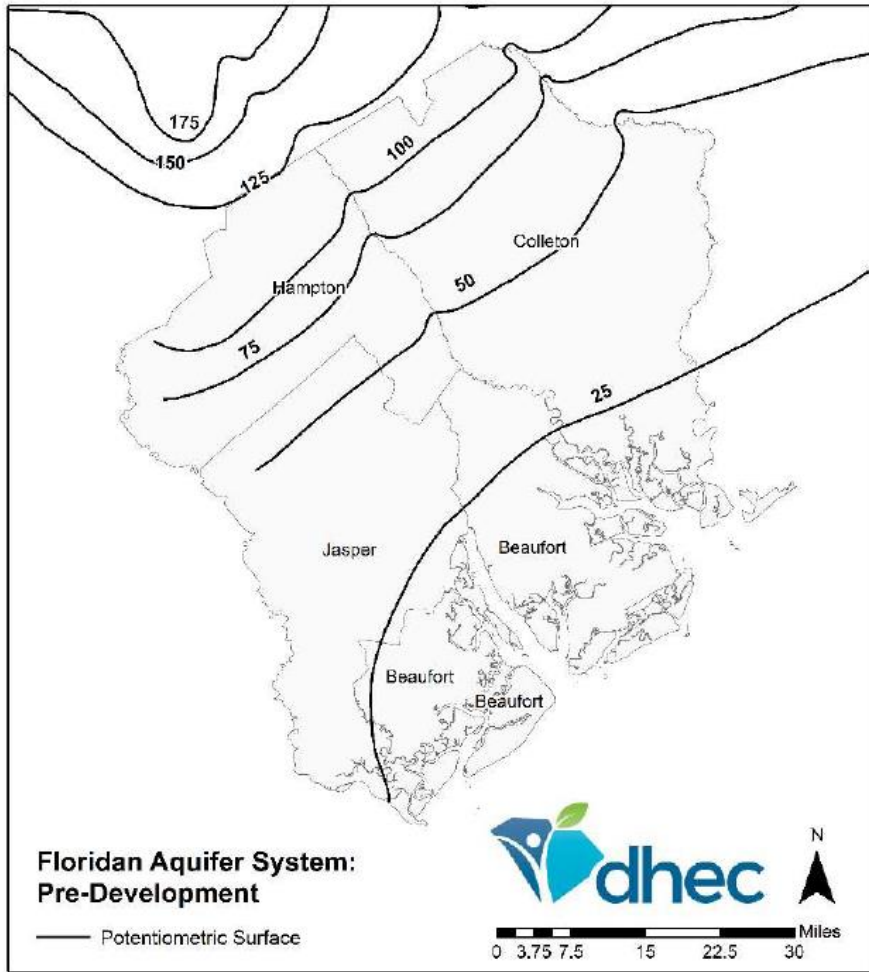 175
150
125
100
Colleton
Hampton
50
75
25
Jasper
Beaufort
Beaufort
Beaufort
Floridan Aquifer System:
Pre-Development
Potentiometric Surface
dhec
N
Miles
0 3.75 7.5 15 22.5 30